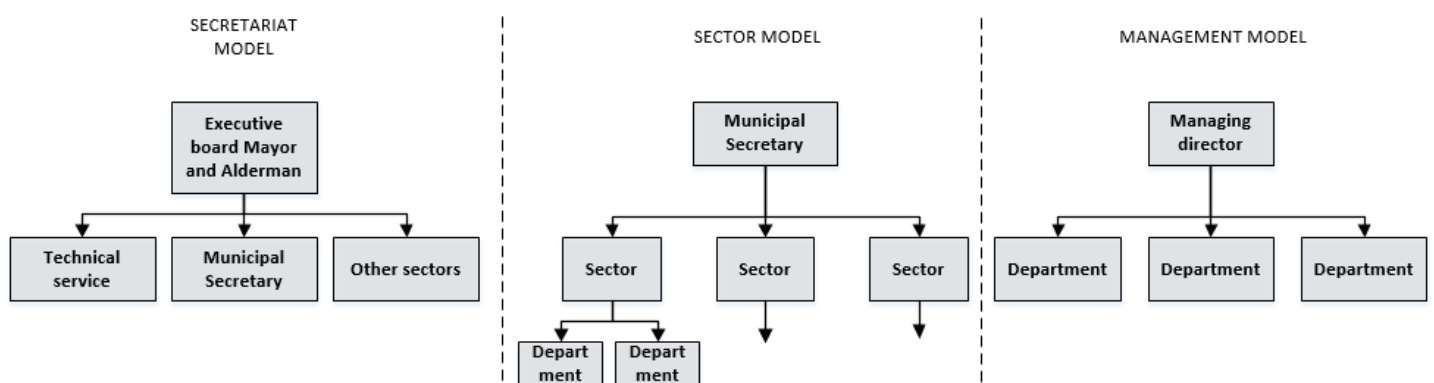 SECRETARIAT
MODEL
Executive
board Mayor
and Alderman
Technical
service
Municipal
Secretary
Other sectors
SECTOR MODEL
Municipal
Secretary
Sector
Sector
Sector
Depart
ment
Depart
ment
MANAGEMENT MODEL
Managing
director
Department
Department
Department